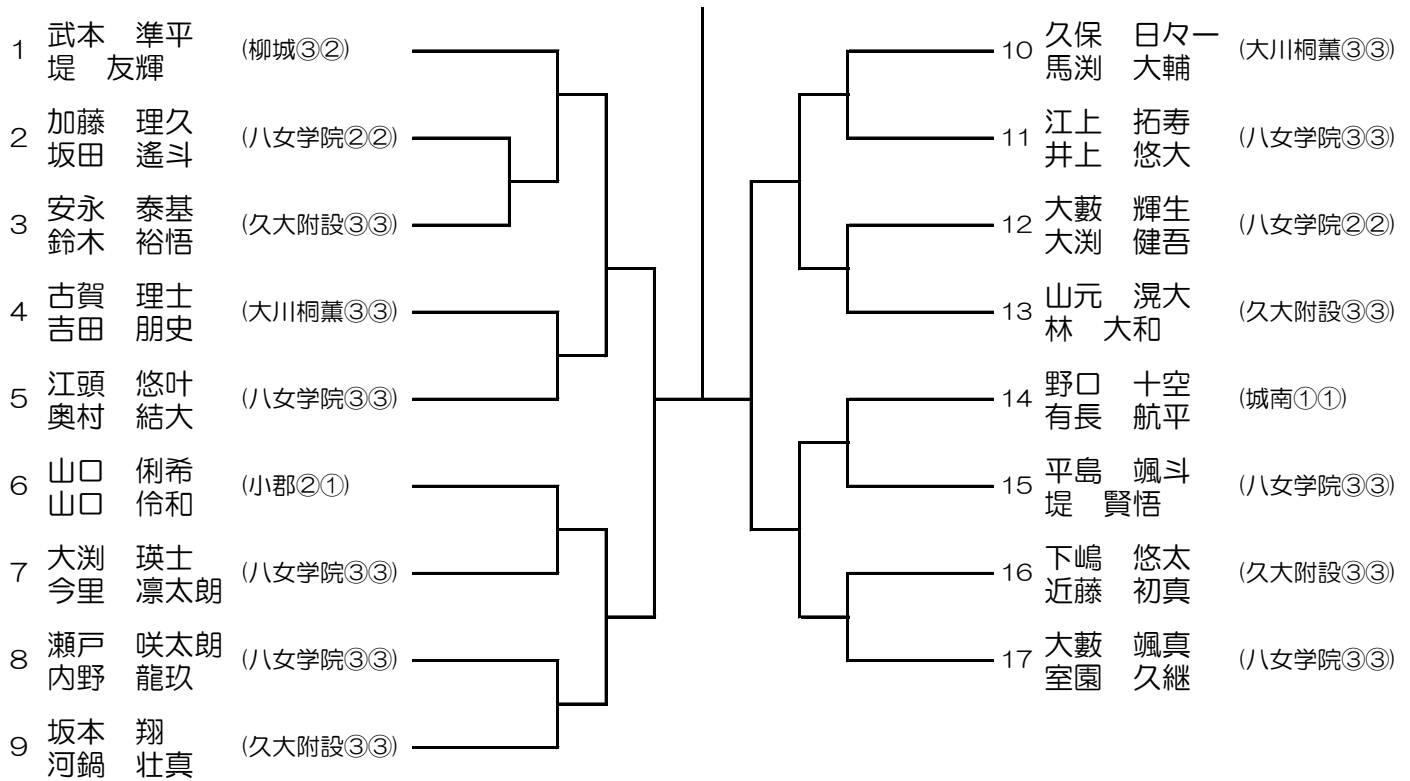 1 武本 準平 (柳城③②)
堤 友輝
2 加藤 理久 (八女学院②②)
坂田 遙斗
3 安永 泰基 (久大附設③③)
鈴木 裕悟
4 古賀 理士 (大川桐薫③③)
吉田 朋史
5 江頭 悠叶 (八女学院③③)
奥村 結大
6 山口 俐希 (小郡②①)
山口 伶和
7 大渕 瑛士 (八女学院③③)
今里 凛太朗
8 瀬戸 咲太朗 (八女学院③③)
内野 龍玖
9 坂本 翔 (久大附設③③)
河鍋 壮真
10 久保 日々一 (大川桐薫③③)
馬渕 大輔
11 江上 拓寿 (八女学院③③)
井上 悠大
12 大藪 輝生 (八女学院②②)
大渕 健吾
13 山元 滉大 (久大附設③③)
林 大和
14 野口 十空 (城南①①)
有長 航平
15 平島 颯斗 (八女学院③③)
堤 賢悟
16 下嶋 悠太 (久大附設③③)
近藤 初真
17 大藪 颯真 (八女学院③③)
室園 久継